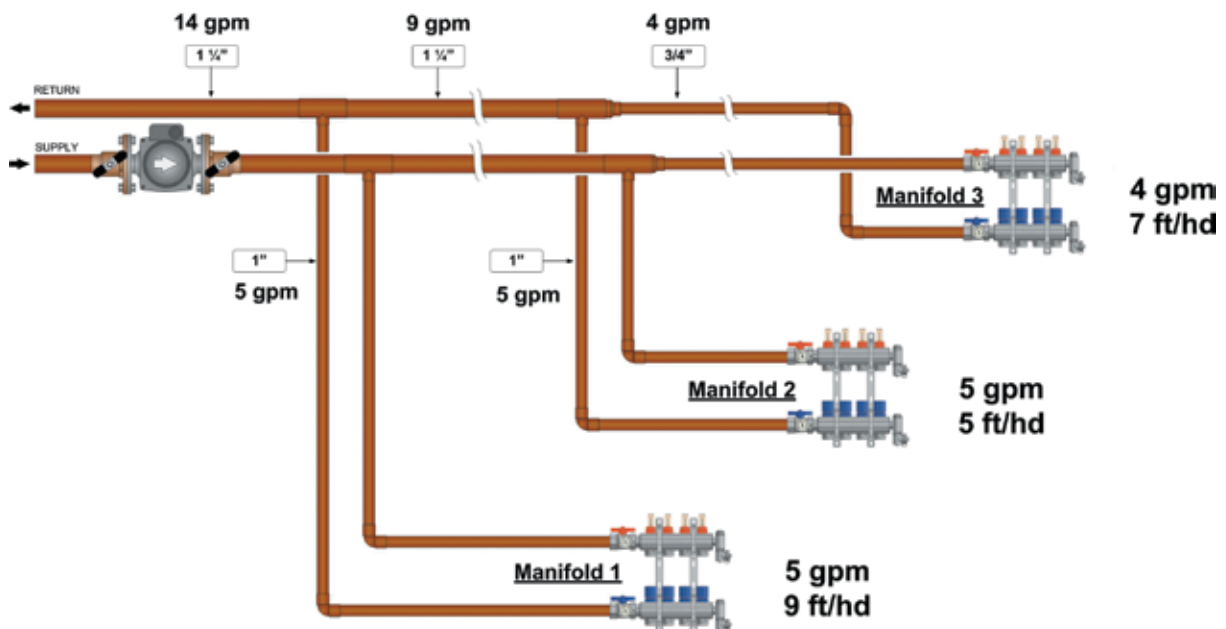 14 gpm
9 gpm
4 gpm
1 ¼”
1 ¼”
3/4”
RETURN
SUPPLY
Manifold 3
4 gpm
7 ft/hd
1”
5 gpm
1”
5 gpm
Manifold 2
5 gpm
5 ft/hd
Manifold 1
5 gpm
9 ft/hd